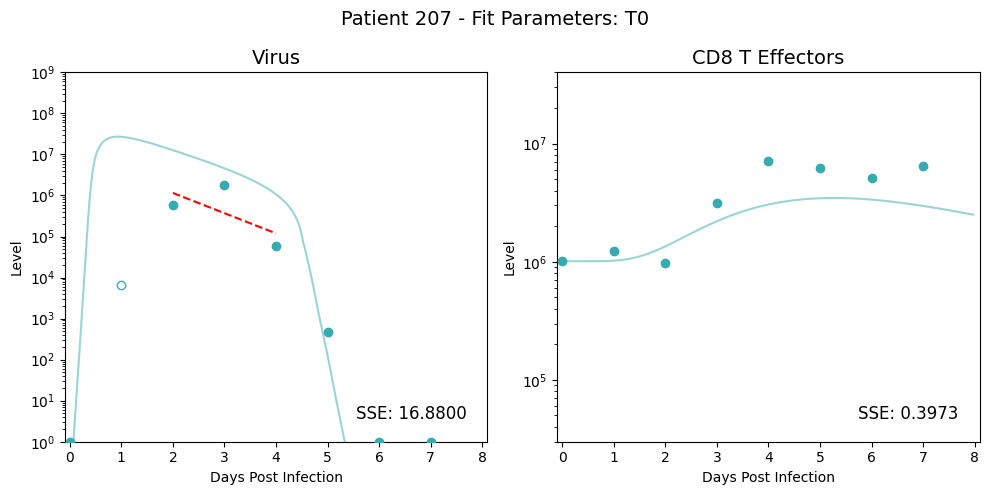 Patient 207 - Fit Parameters: T0
Virus
Level
10⁹
10⁸
10⁷
10⁶
10⁵
10⁴
10³
10²
10¹
10⁰
SSE: 16.8800
0 1 2 3 4 5 6 7 8
Days Post Infection
CD8 T Effectors
Level
10⁷
10⁶
10⁵
SSE: 0.3973
0 1 2 3 4 5 6 7 8
Days Post Infection